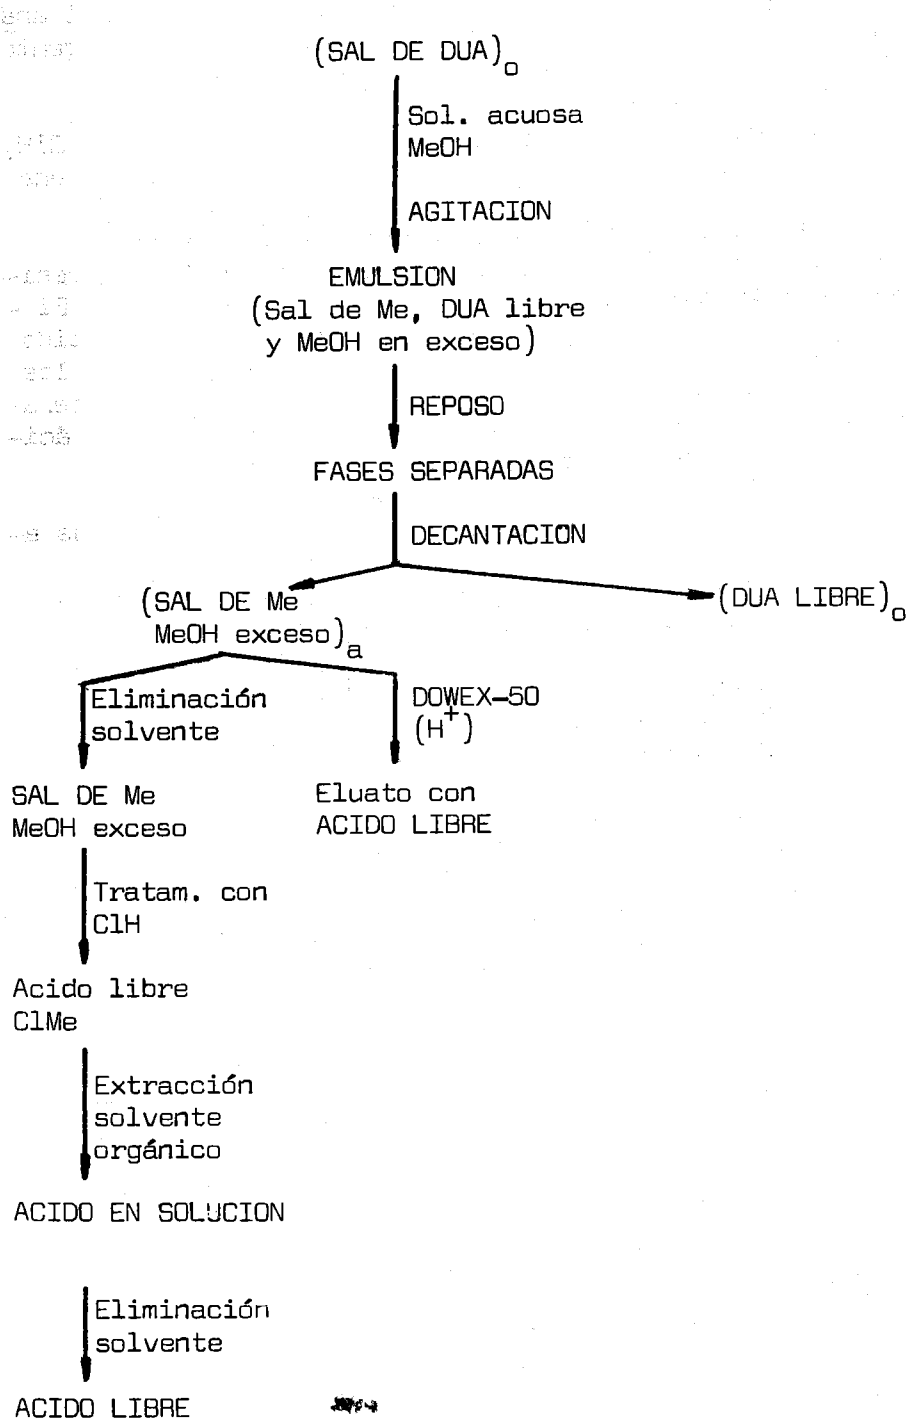 (SAL DE DUA)o
Sol. acuosa
MeOH
AGITACION
EMULSION
(Sal de Me, DUA libre
y MeOH en exceso)
REPOSO
FASES SEPARADAS
DECANTACION
(SAL DE Me
MeOH exceso)a
(DUA LIBRE)o
Eliminación
solvente
DOWEX-50
(H+)
SAL DE Me
MeOH exceso
Eluato con
ACIDO LIBRE
Tratam. con
ClH
Acido libre
ClMe
Extracción
solvente
orgánico
ACIDO EN SOLUCION
Eliminación
solvente
ACIDO LIBRE